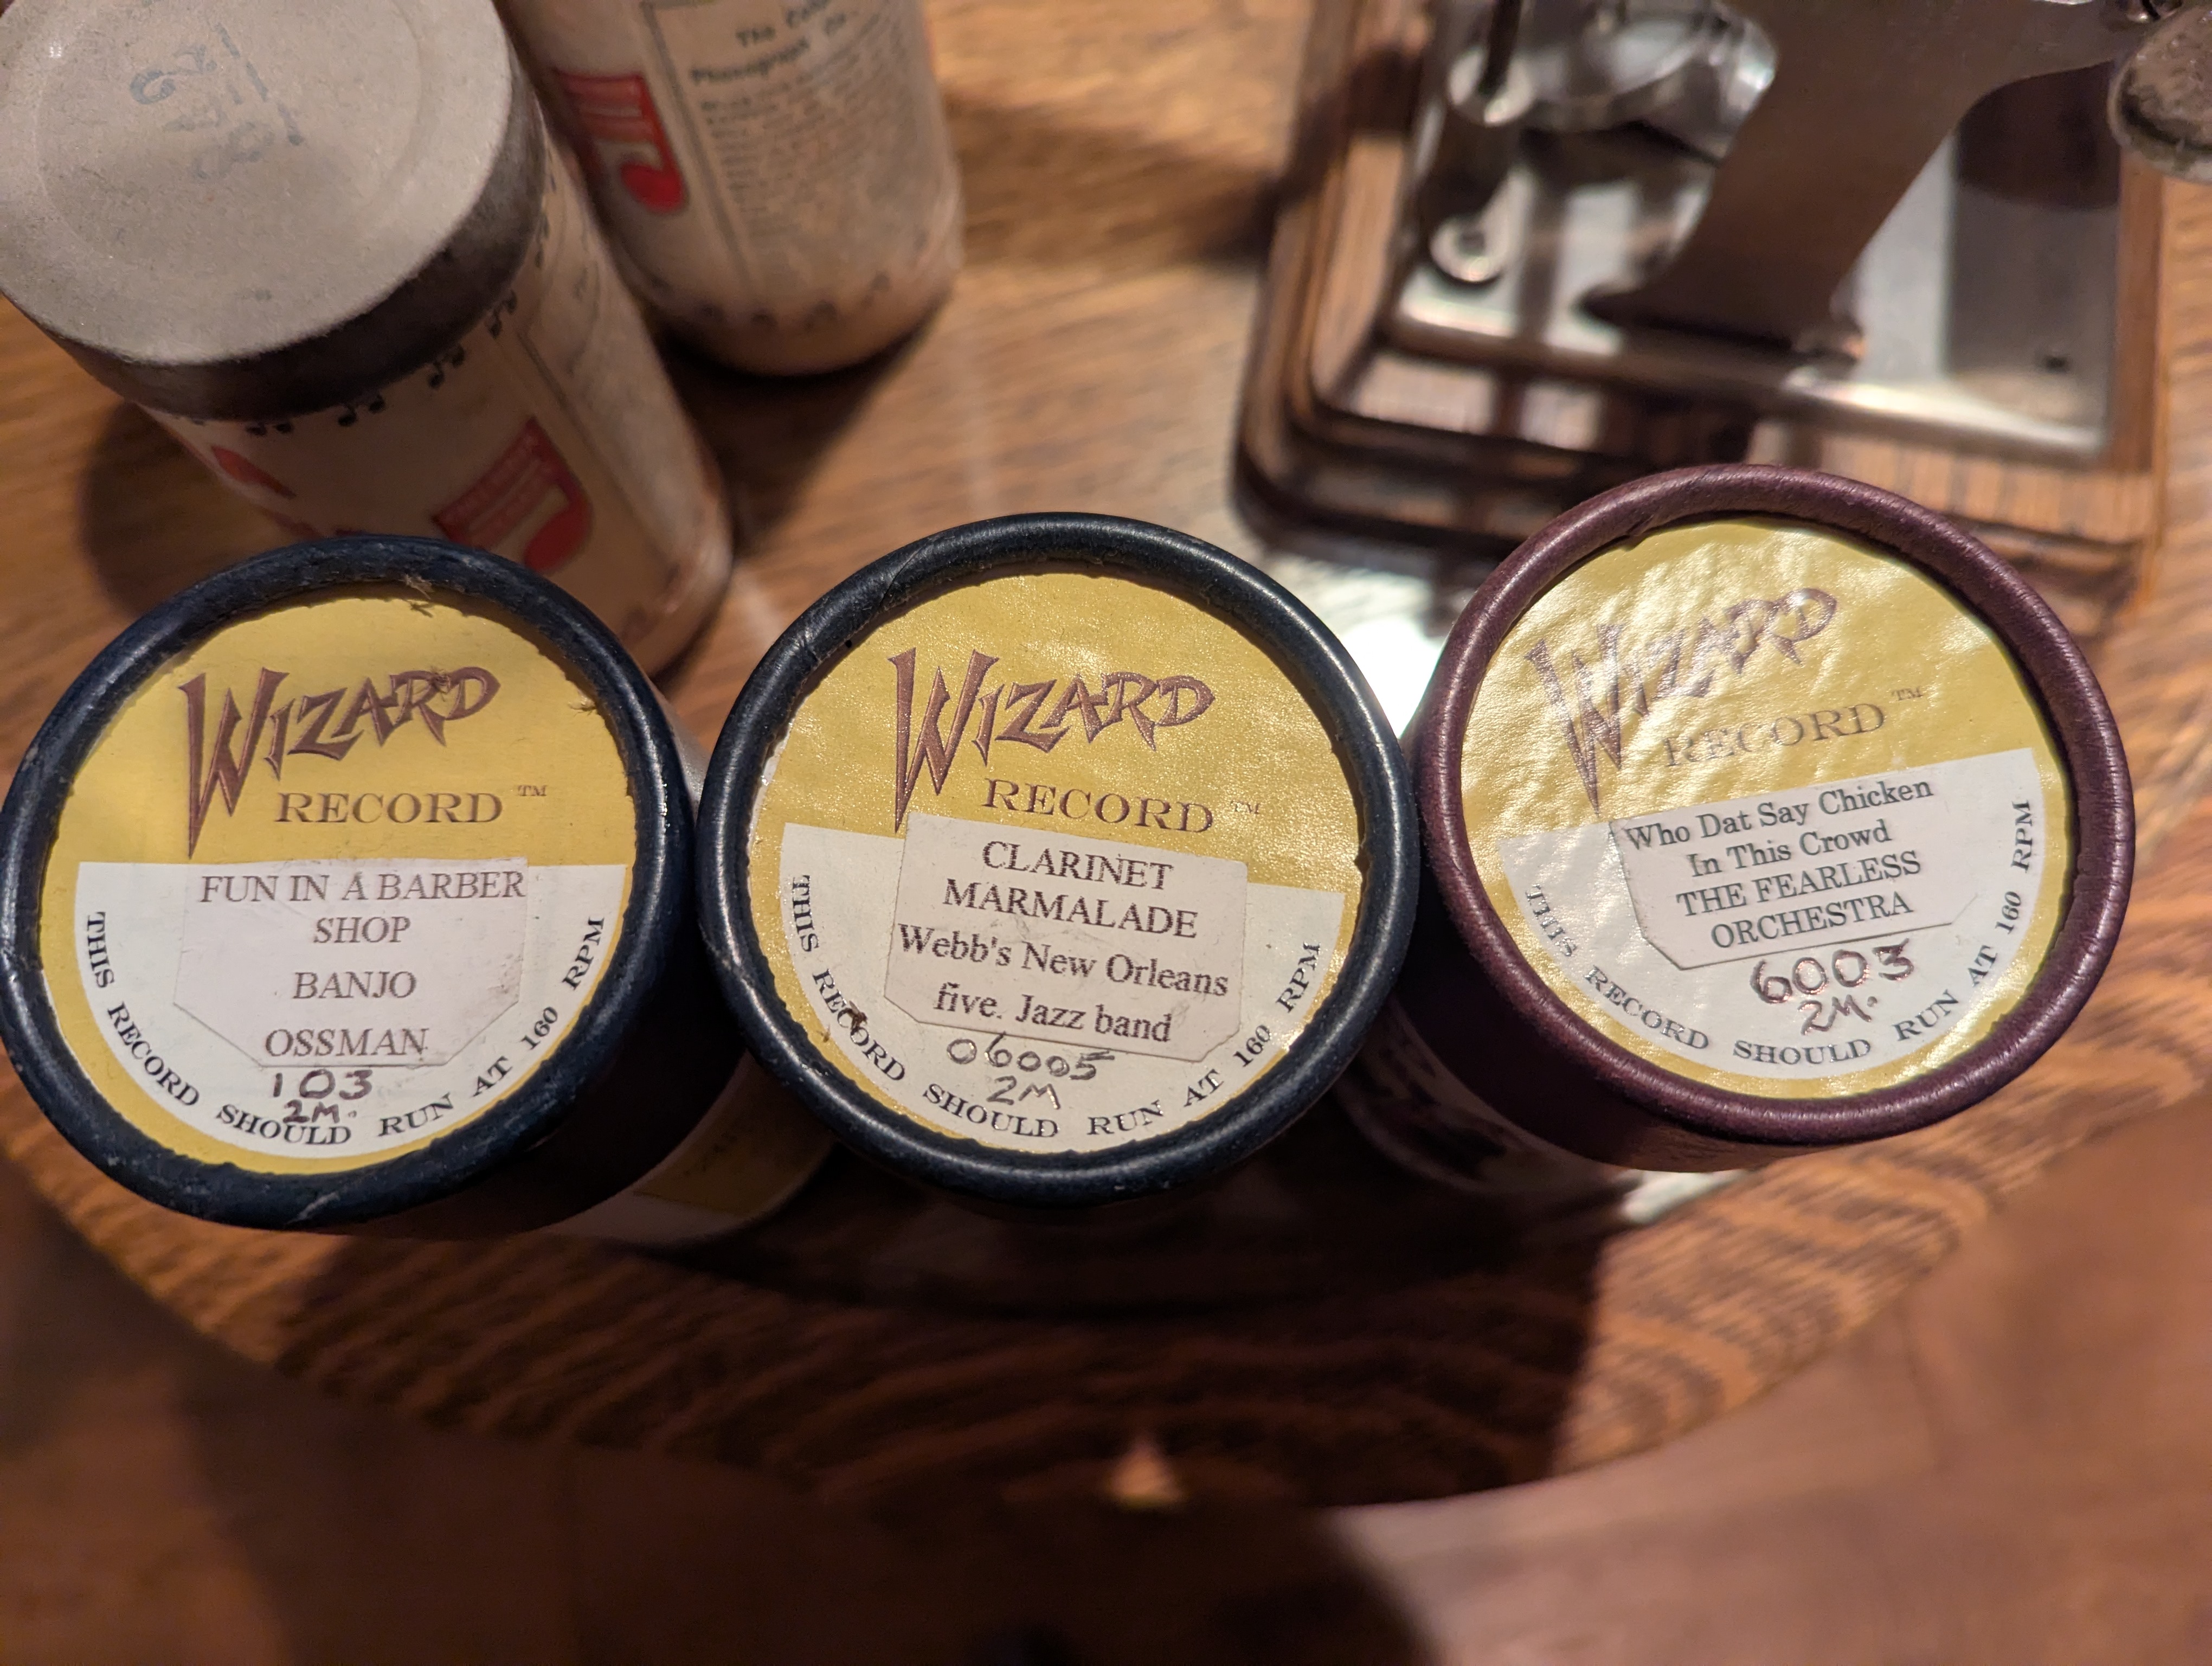 The
Phonograph Co.
WIZARD
RECORD ™
FUN IN A BARBER
SHOP
BANJO
OSSMAN
103
2M.
THIS RECORD SHOULD RUN AT 160 RPM
WIZARD
RECORD ™
CLARINET
MARMALADE
Webb's New Orleans
five. Jazz band
06005
2M
THIS RECORD SHOULD RUN AT 160 RPM
WIZARD
RECORD ™
Who Dat Say Chicken
In This Crowd
THE FEARLESS
ORCHESTRA
6003
2M.
THIS RECORD SHOULD RUN AT 160 RPM